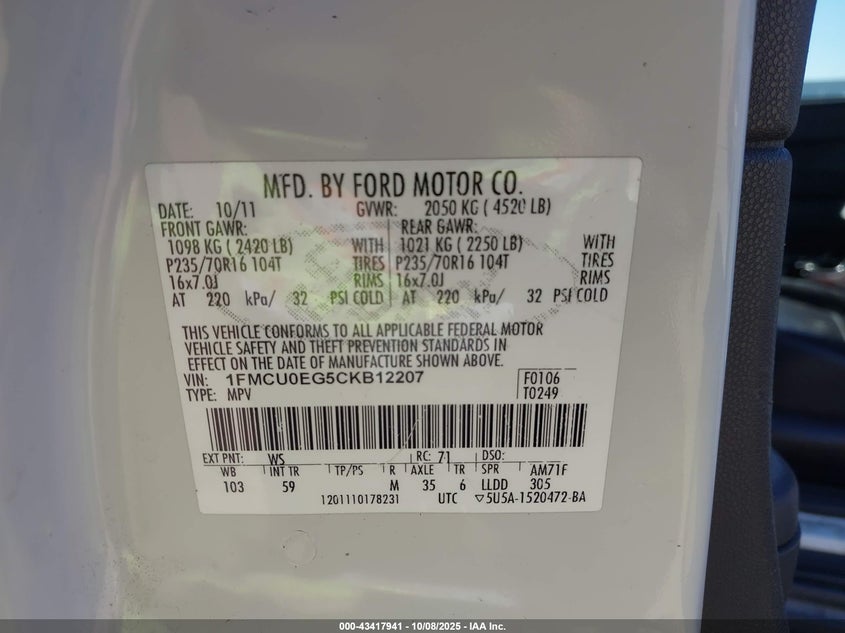 MFD. BY FORD MOTOR CO.
DATE: 10/11 GVWR: 2050 KG ( 4520 LB)
FRONT GAWR: REAR GAWR:
1098 KG ( 2420 LB) WITH 1021 KG ( 2250 LB) WITH
P235/70R16 104T TIRES P235/70R16 104T TIRES
16x7.0J RIMS 16x7.0J RIMS
AT 220 kPa/ 32 PSI COLD AT 220 kPa/ 32 PSI COLD
THIS VEHICLE CONFORMS TO ALL APPLICABLE FEDERAL MOTOR
VEHICLE SAFETY AND THEFT PREVENTION STANDARDS IN
EFFECT ON THE DATE OF MANUFACTURE SHOWN ABOVE.
VIN: 1FMCU0EG5CKB12207 F0106
TYPE: MPV T0249
EXT PNT: WS RC: 71 DSO:
WB INT TR TP/PS R AXLE TR SPR AM71F
103 59 M 35 6 LLDD 305
1201110178231 UTC ▽5U5A-1520472-BA
000-43417941 - 10/08/2025 - IAA Inc.